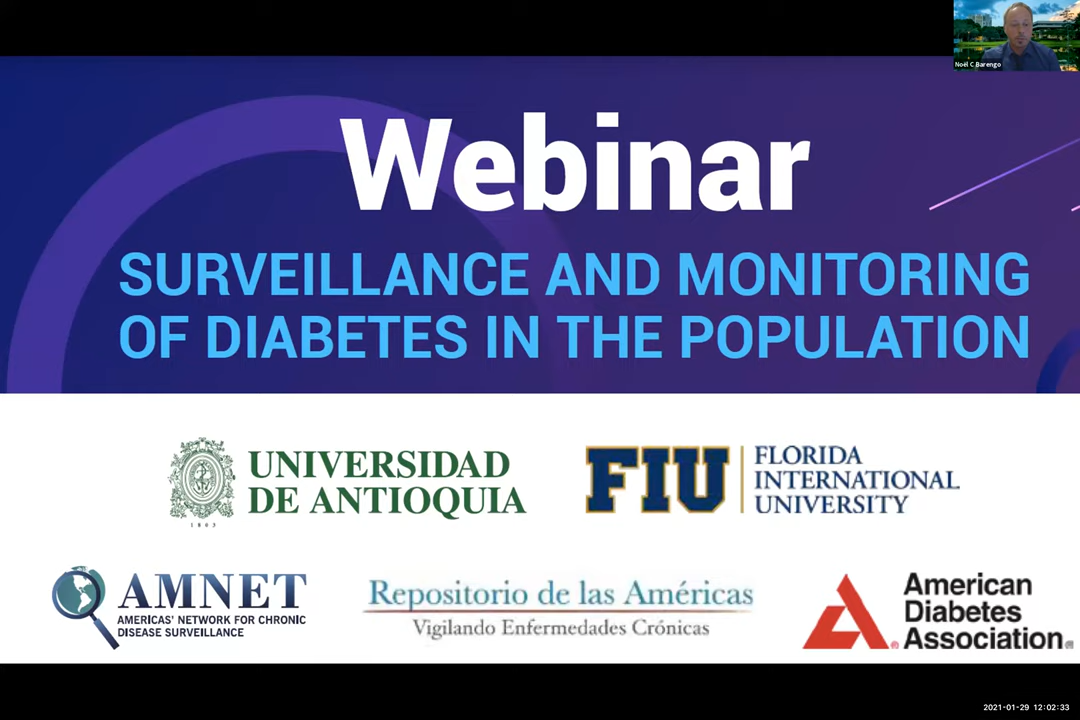 Noël C Barengo
Webinar
SURVEILLANCE AND MONITORING
OF DIABETES IN THE POPULATION
UNIVERSIDAD
DE ANTIOQUIA
1803
FIU
FLORIDA
INTERNATIONAL
UNIVERSITY
AMNET
AMERICAS' NETWORK FOR CHRONIC
DISEASE SURVEILLANCE
Repositorio de las Américas
Vigilando Enfermedades Crónicas
American
Diabetes
Association®
2021-01-29 12:02:33